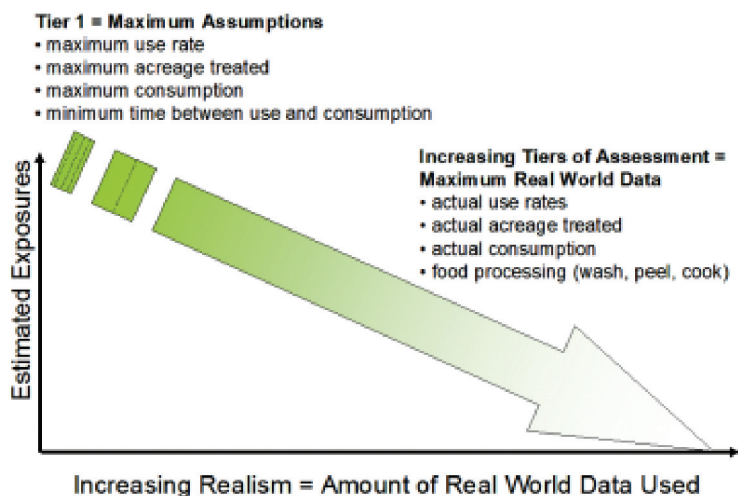 Tier 1 = Maximum Assumptions
• maximum use rate
• maximum acreage treated
• maximum consumption
• minimum time between use and consumption
Increasing Tiers of Assessment =
Maximum Real World Data
• actual use rates
• actual acreage treated
• actual consumption
• food processing (wash, peel, cook)
Estimated Exposures
Increasing Realism = Amount of Real World Data Used